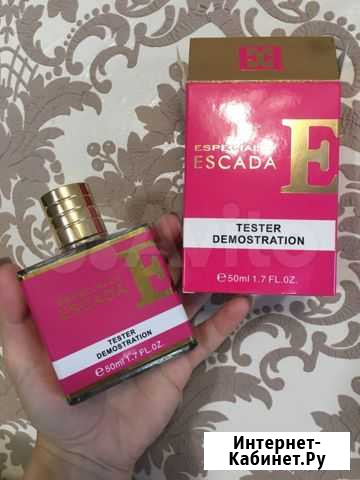 ESPECIALLY
ESCADA
E
TESTER
DEMOSTRATION
℮50ml 1.7 FL.OZ.
ESCADA
E
TESTER
DEMOSTRATION
℮50ml 1.7 FL.OZ.
Avito
Интернет-
Кабинет.Ру